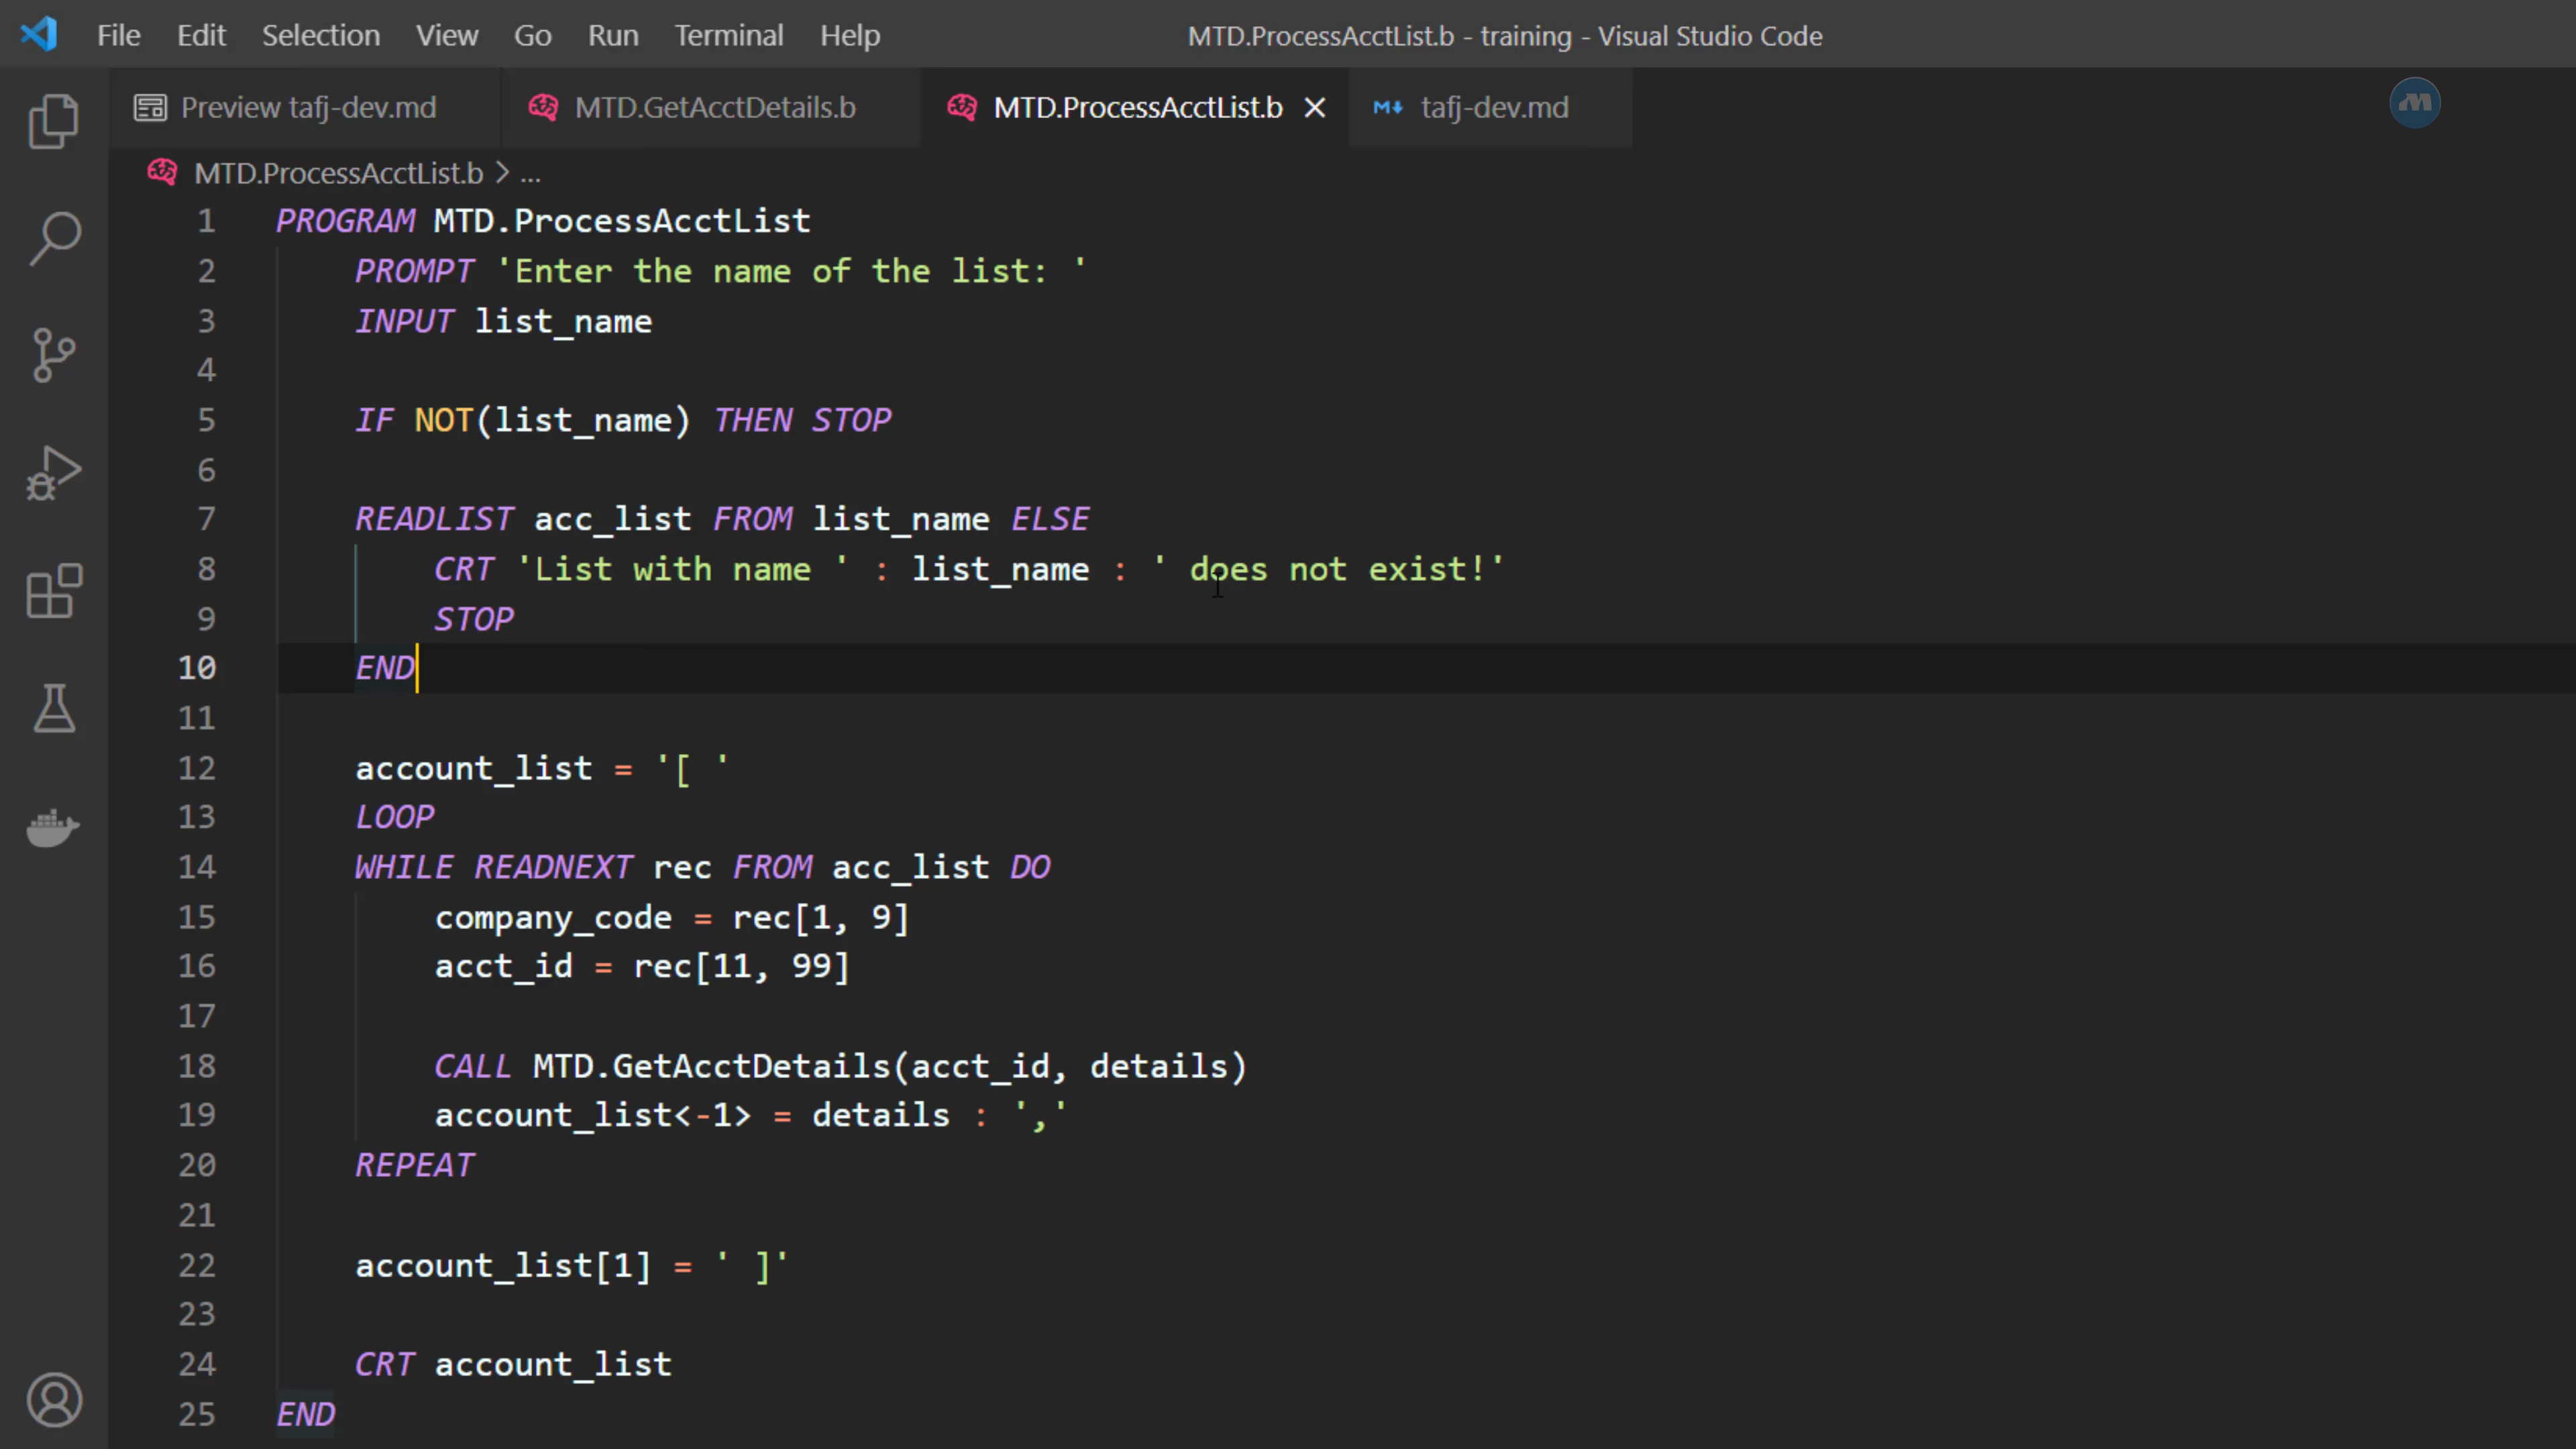 File Edit Selection View Go Run Terminal Help MTD.ProcessAcctList.b - training - Visual Studio Code
Preview tafj-dev.md MTD.GetAcctDetails.b MTD.ProcessAcctList.b tafj-dev.md
MTD.ProcessAcctList.b > ...
1 PROGRAM MTD.ProcessAcctList
2 PROMPT 'Enter the name of the list: '
3 INPUT list_name
4
5 IF NOT(list_name) THEN STOP
6
7 READLIST acc_list FROM list_name ELSE
8 CRT 'List with name ' : list_name : ' does not exist!'
9 STOP
10 END
11
12 account_list = '[ '
13 LOOP
14 WHILE READNEXT rec FROM acc_list DO
15 company_code = rec[1, 9]
16 acct_id = rec[11, 99]
17
18 CALL MTD.GetAcctDetails(acct_id, details)
19 account_list<-1> = details : ','
20 REPEAT
21
22 account_list[1] = ' ]'
23
24 CRT account_list
25 END